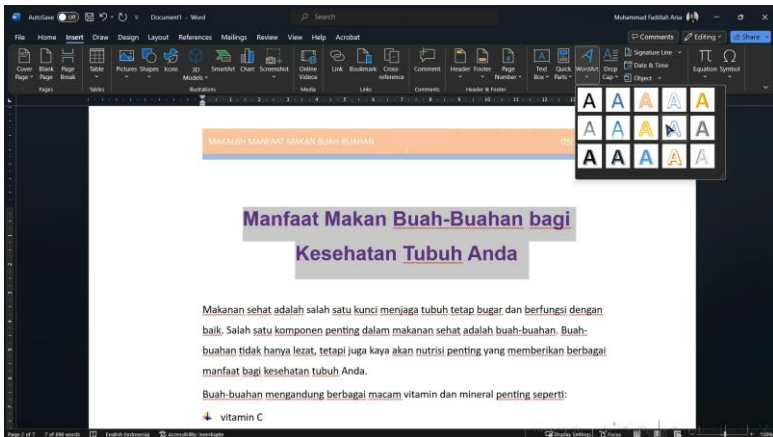 AutoSave Off Document1 - Word Search Muhammad Fadillah Arsa
File Home Insert Draw Design Layout References Mailings Review View Help Acrobat Comments Editing Share
Cover Page Blank Page Page Break Table Pictures Shapes Icons 3D Models SmartArt Chart Screenshot Online Videos Link Bookmark Cross-reference Comment Header Footer Page Number Text Box Quick Parts WordArt Drop Cap Signature Line Date & Time Object Equation Symbol
Pages Tables Illustrations Media Links Comments Header & Footer
MAKALAH MANFAAT MAKAN BUAH-BUAHAN 09/
A A A A A
A A A A A
A A A A A
Manfaat Makan Buah-Buahan bagi
Kesehatan Tubuh Anda
Makanan sehat adalah salah satu kunci menjaga tubuh tetap bugar dan berfungsi dengan
baik. Salah satu komponen penting dalam makanan sehat adalah buah-buahan. Buah-
buahan tidak hanya lezat, tetapi juga kaya akan nutrisi penting yang memberikan berbagai
manfaat bagi kesehatan tubuh Anda.
Buah-buahan mengandung berbagai macam vitamin dan mineral penting seperti:
vitamin C
Page 2 of 7 7 of 696 words English (Indonesia) Accessibility: Investigate Display Settings Focus